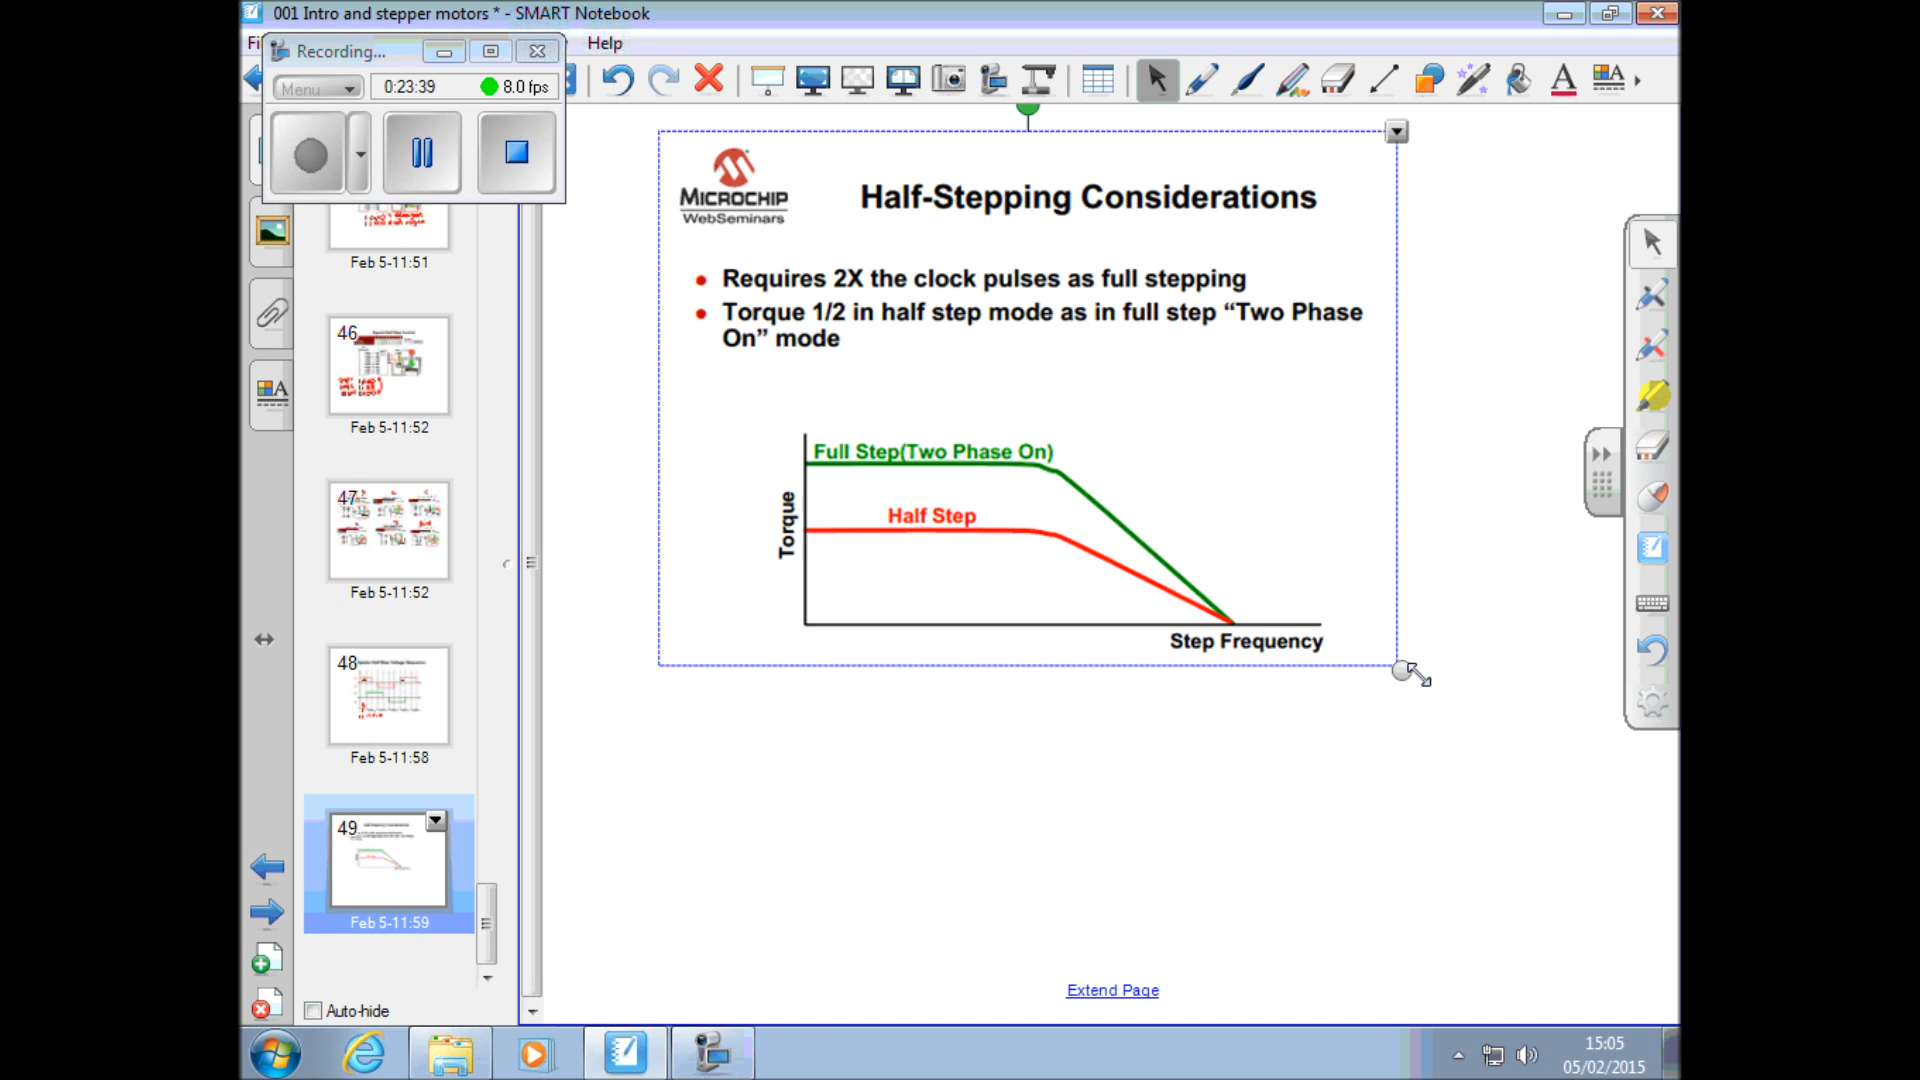 001 Intro and stepper motors * - SMART Notebook
Fi
Help
Recording...
Menu
0:23:39
8.0 fps
Feb 5-11:51
46
Feb 5-11:52
47
Feb 5-11:52
48
Feb 5-11:58
49
Feb 5-11:59
Auto-hide
MICROCHIP
WebSeminars
Half-Stepping Considerations
Requires 2X the clock pulses as full stepping
Torque 1/2 in half step mode as in full step “Two Phase
On” mode
Full Step(Two Phase On)
Half Step
Torque
Step Frequency
Extend Page
15:05
05/02/2015